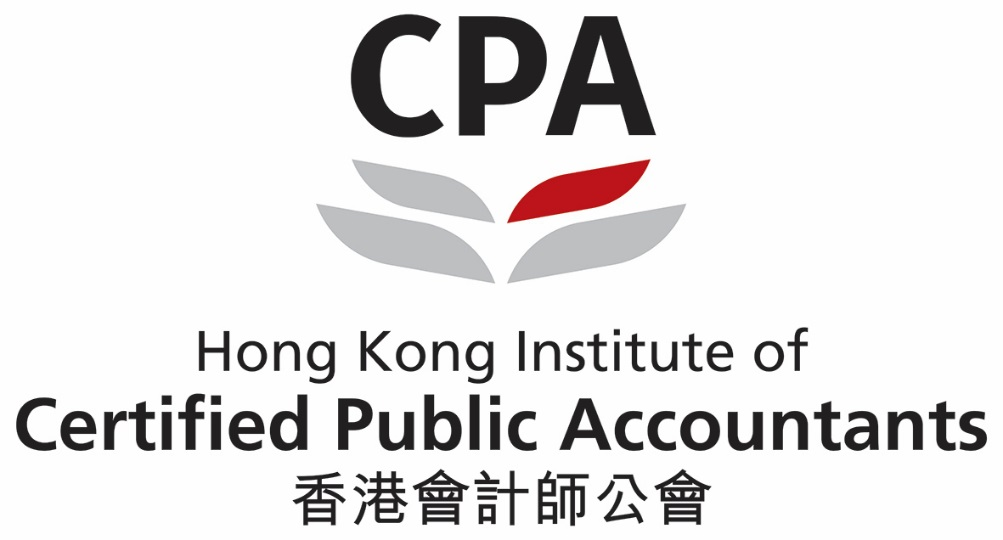 CPA
Hong Kong Institute of
Certified Public Accountants
香港會計師公會